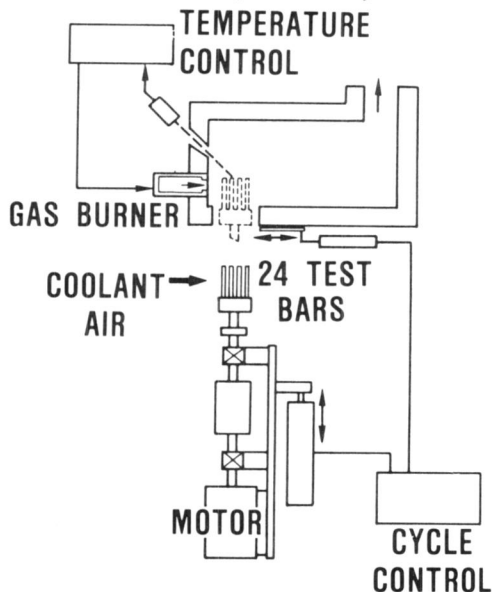 TEMPERATURE
CONTROL
GAS BURNER
COOLANT
AIR
24 TEST
BARS
MOTOR
CYCLE
CONTROL